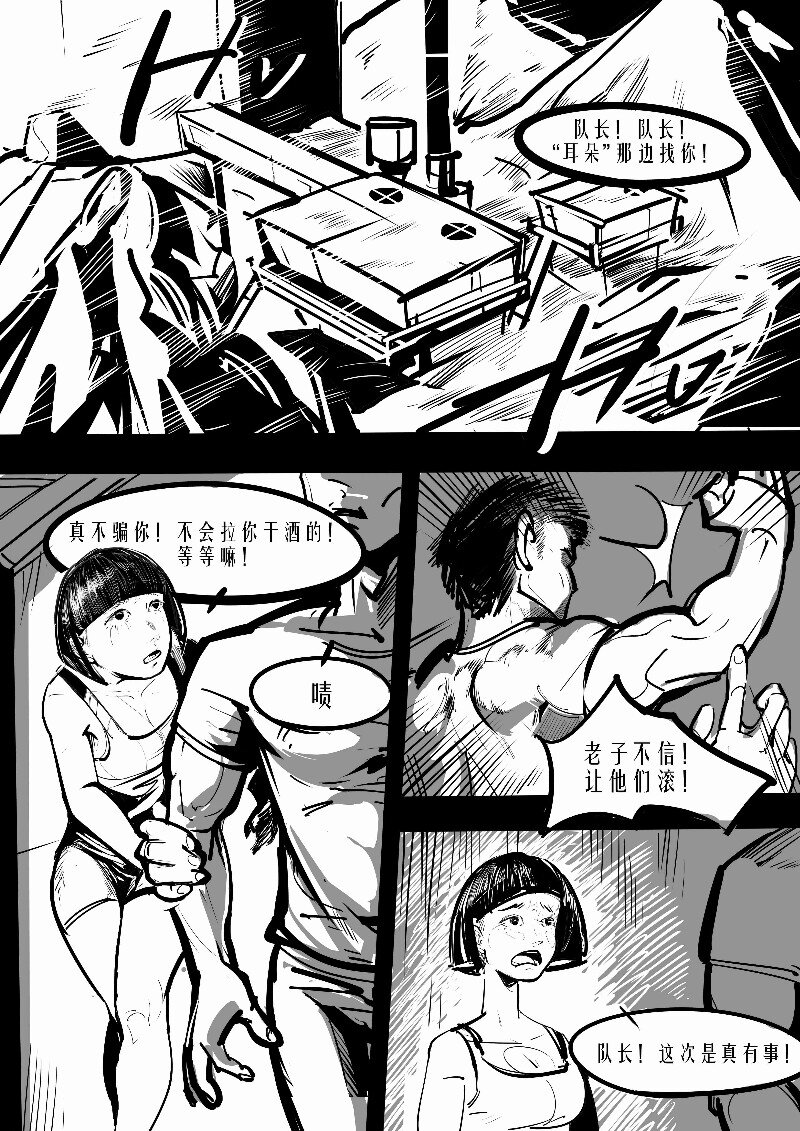 Hu
队长！队长！
“耳朵”那边找你！
Hu
真不骗你！不会拉你干酒的！
等等嘛！
啧
老子不信！
让他们滚！
队长！这次是真有事！